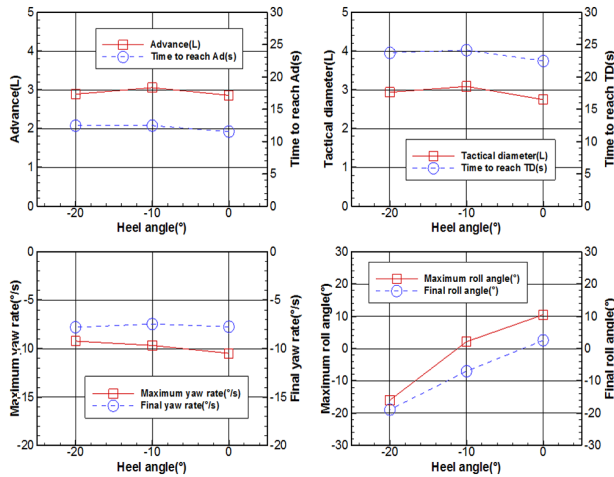 5
4
3
2
1
0
Advance(L)
30
25
20
15
10
5
0
Time to reach Ad(s)
Advance(L)
Time to reach Ad(s)
-20 -10 0
Heel angle(°)
5
4
3
2
1
0
Tactical diameter(L)
30
25
20
15
10
5
0
Time to reach TD(s)
Tactical diameter(L)
Time to reach TD(s)
-20 -10 0
Heel angle(°)
0
-5
-10
-15
-20
Maximum yaw rate(°/s)
0
-5
-10
-15
-20
Final yaw rate(°/s)
Maximum yaw rate(°/s)
Final yaw rate(°/s)
-20 -10 0
Heel angle(°)
30
20
10
0
-10
-20
-30
Maximum roll angle(°)
30
20
10
0
-10
-20
-30
Final roll angle(°)
Maximum roll angle(°)
Final roll angle(°)
-20 -10 0
Heel angle(°)